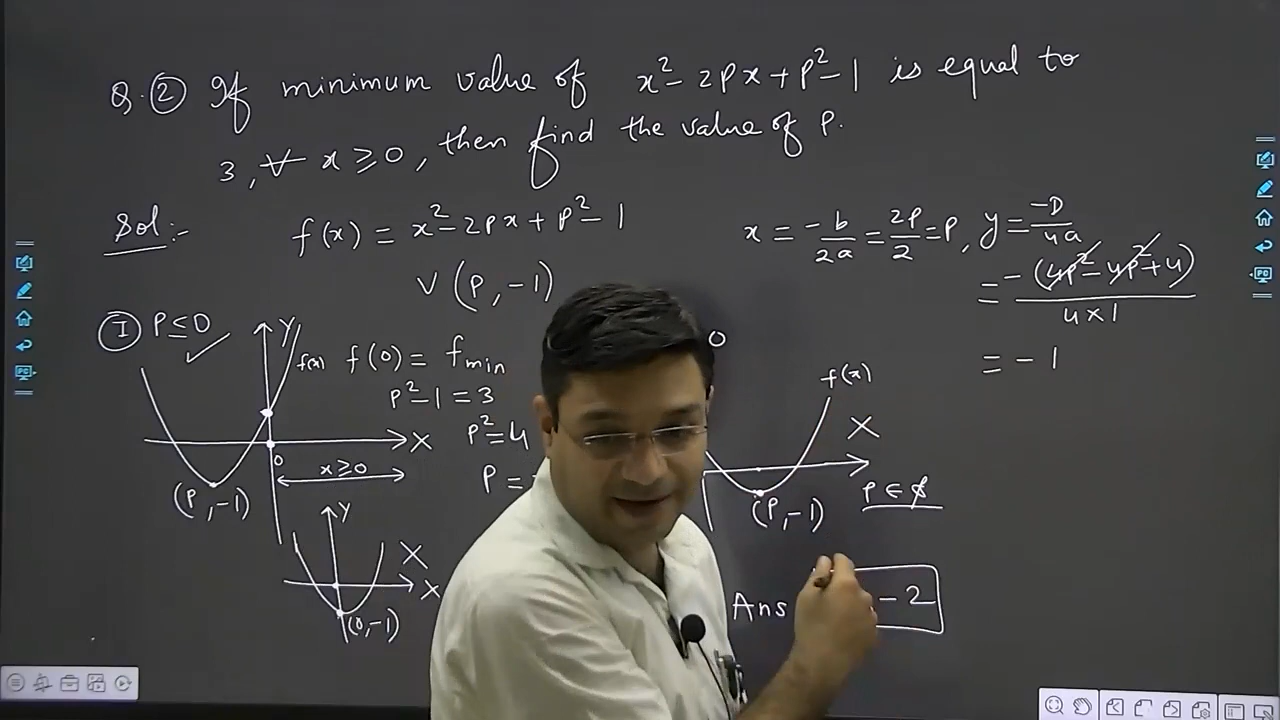 Q.② If minimum value of x²-2px+p²-1 is equal to
3, ∀ x ≥ 0, then find the value of p.
Sol:-
f(x) = x²-2px+p²-1
V (p, -1)
x = -b/2a = 2p/2 = p, y = -D/4a
= -(4p²-4p²+4)/4×1
= -1
Ⓘ P ≤ 0 ✓
Y
f(x)
f(0) = fmin
p²-1 = 3
p² = 4
p =
X
0
x ≥ 0
(p, -1)
Y
X
X
(0, -1)
0
f(x)
X
(p, -1)
P ∈ ϕ
Ans
-2